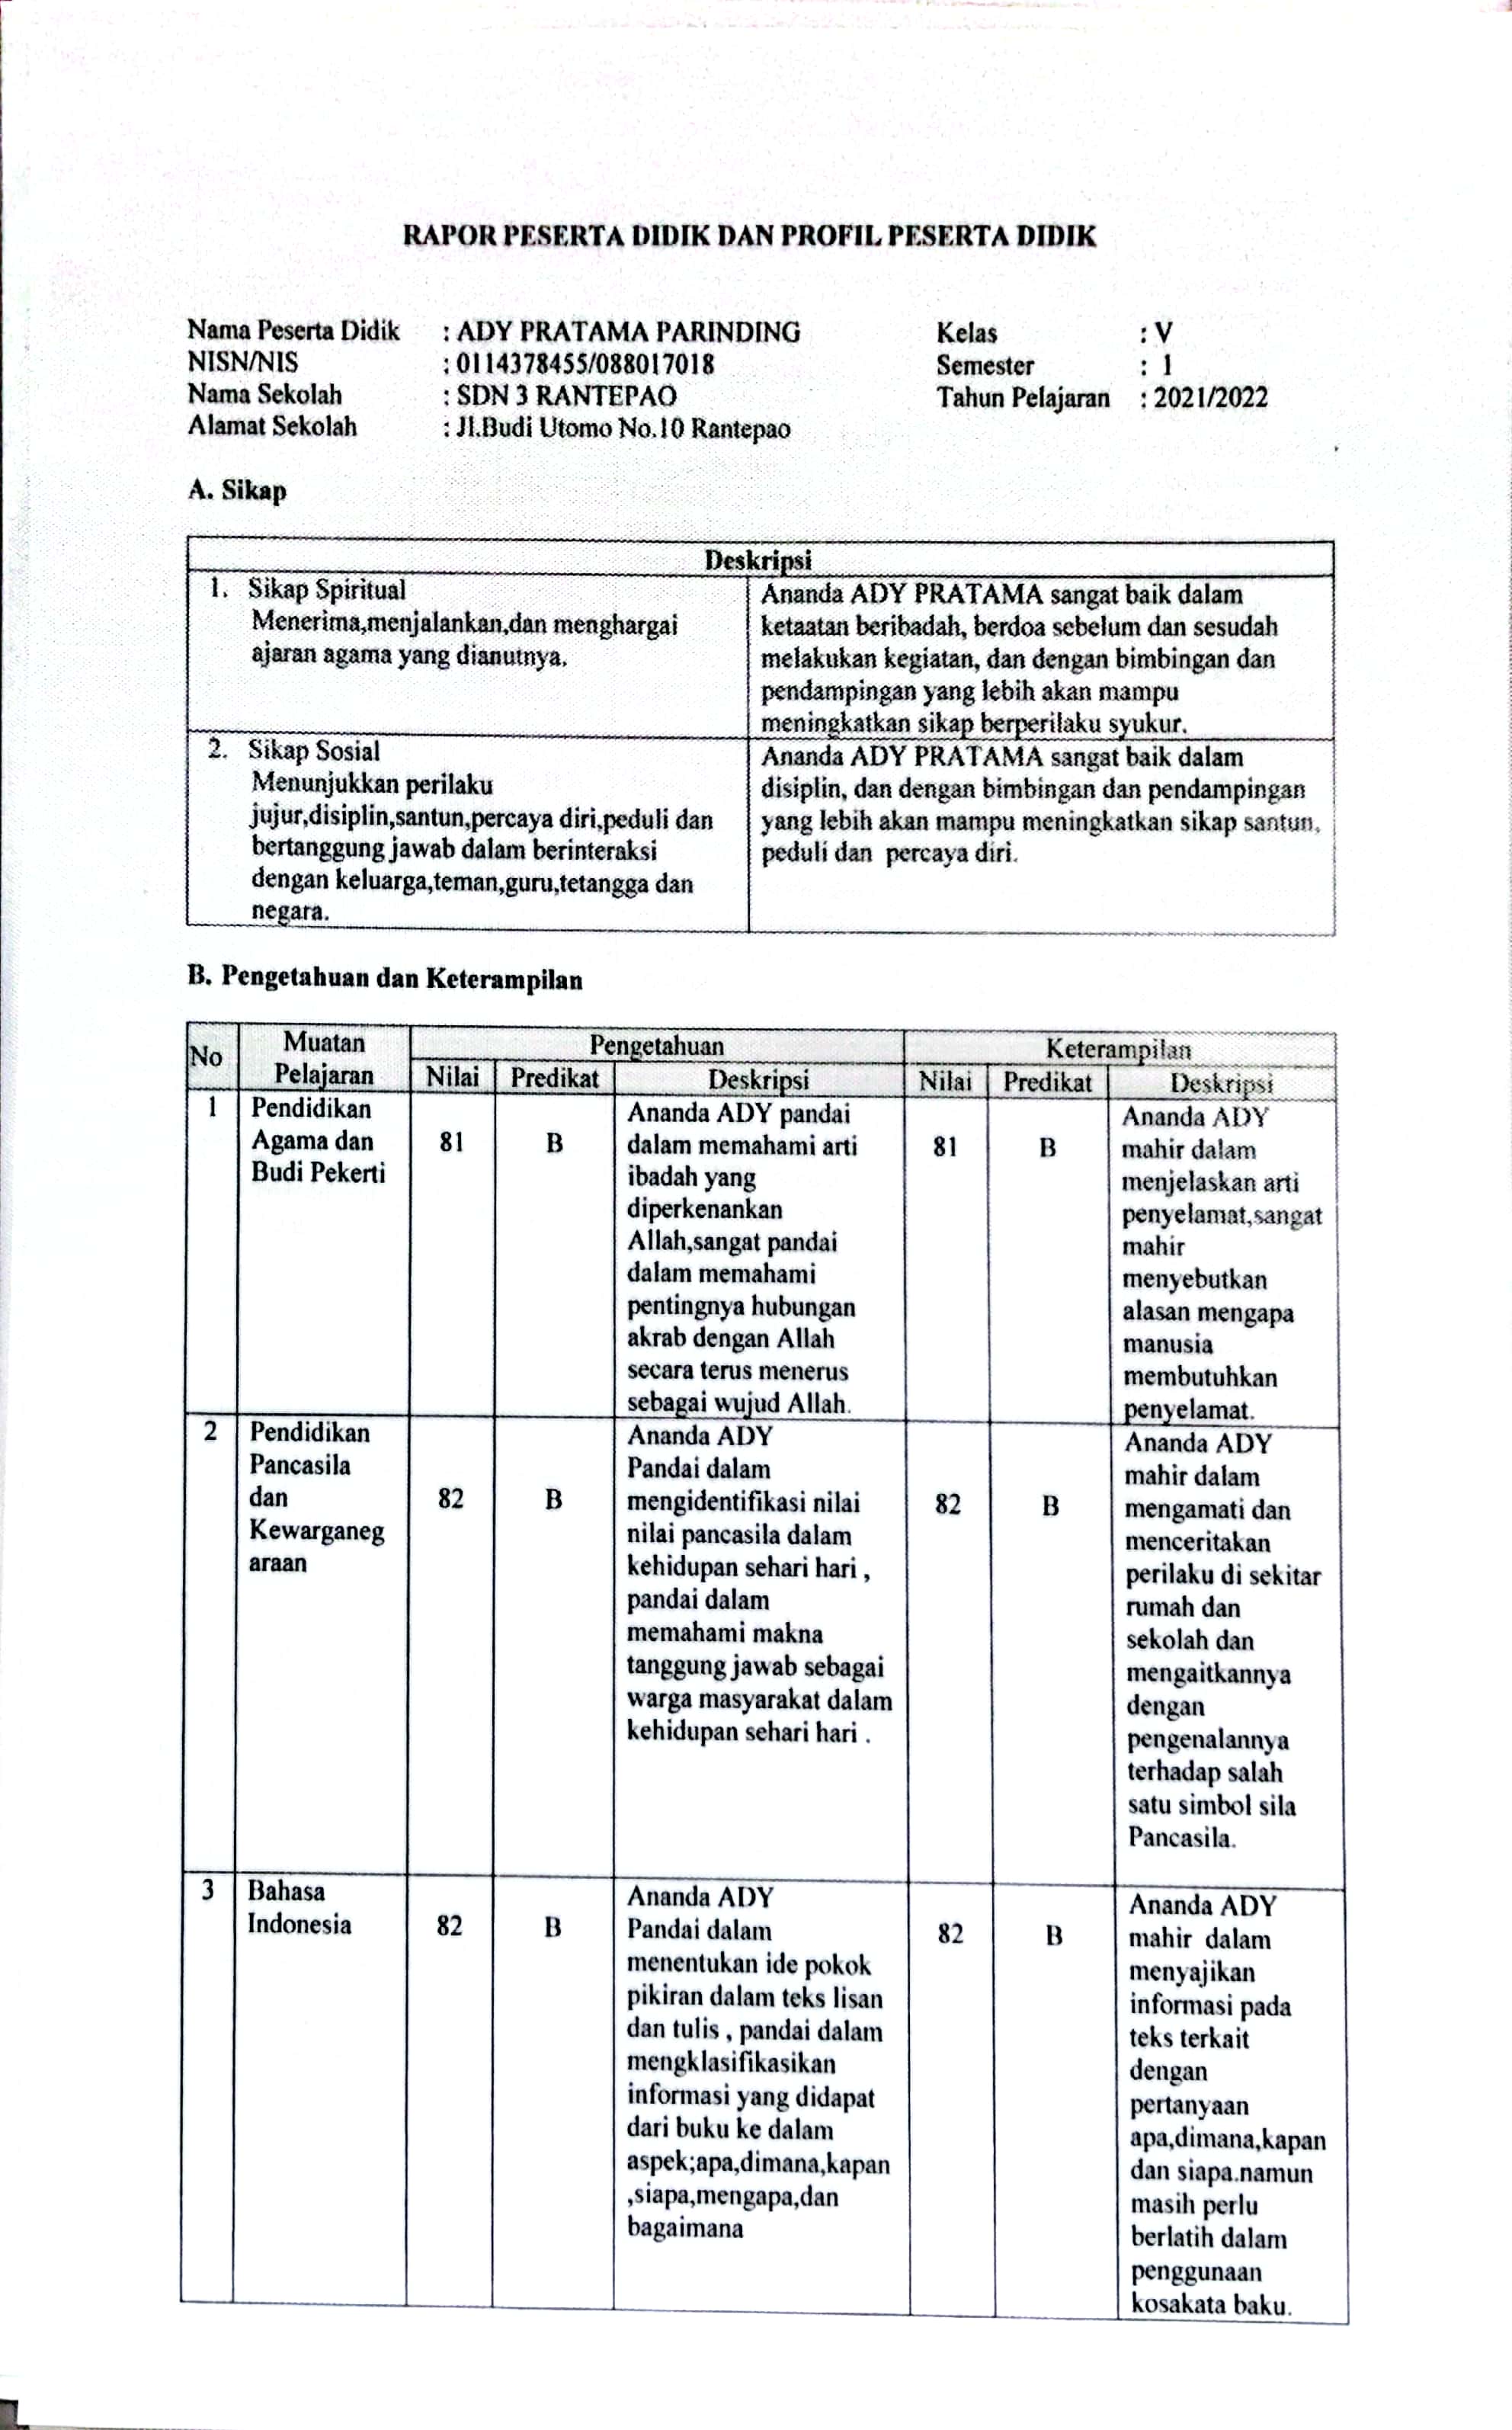 RAPOR PESERTA DIDIK DAN PROFIL PESERTA DIDIK
Nama Peserta Didik : ADY PRATAMA PARINDING Kelas : V
NISN/NIS : 0114378455/088017018 Semester : 1
Nama Sekolah : SDN 3 RANTEPAO Tahun Pelajaran : 2021/2022
Alamat Sekolah : Jl.Budi Utomo No.10 Rantepao
A. Sikap
Deskripsi
1. Sikap Spiritual
Menerima,menjalankan,dan menghargai
ajaran agama yang dianutnya.
Ananda ADY PRATAMA sangat baik dalam
ketaatan beribadah, berdoa sebelum dan sesudah
melakukan kegiatan, dan dengan bimbingan dan
pendampingan yang lebih akan mampu
meningkatkan sikap berperilaku syukur.
2. Sikap Sosial
Menunjukkan perilaku
jujur,disiplin,santun,percaya diri,peduli dan
bertanggung jawab dalam berinteraksi
dengan keluarga,teman,guru,tetangga dan
negara.
Ananda ADY PRATAMA sangat baik dalam
disiplin, dan dengan bimbingan dan pendampingan
yang lebih akan mampu meningkatkan sikap santun,
peduli dan percaya diri.
B. Pengetahuan dan Keterampilan
No
Muatan
Pelajaran
Pengetahuan
Keterampilan
Nilai Predikat Deskripsi Nilai Predikat Deskripsi
1
Pendidikan
Agama dan
Budi Pekerti
81
B
Ananda ADY pandai
dalam memahami arti
ibadah yang
diperkenankan
Allah,sangat pandai
dalam memahami
pentingnya hubungan
akrab dengan Allah
secara terus menerus
sebagai wujud Allah.
81
B
Ananda ADY
mahir dalam
menjelaskan arti
penyelamat,sangat
mahir
menyebutkan
alasan mengapa
manusia
membutuhkan
penyelamat.
2
Pendidikan
Pancasila
dan
Kewarganeg
araan
82
B
Ananda ADY
Pandai dalam
mengidentifikasi nilai
nilai pancasila dalam
kehidupan sehari hari ,
pandai dalam
memahami makna
tanggung jawab sebagai
warga masyarakat dalam
kehidupan sehari hari .
82
B
Ananda ADY
mahir dalam
mengamati dan
menceritakan
perilaku di sekitar
rumah dan
sekolah dan
mengaitkannya
dengan
pengenalannya
terhadap salah
satu simbol sila
Pancasila.
3
Bahasa
Indonesia
82
B
Ananda ADY
Pandai dalam
menentukan ide pokok
pikiran dalam teks lisan
dan tulis , pandai dalam
mengklasifikasikan
informasi yang didapat
dari buku ke dalam
aspek;apa,dimana,kapan
,siapa,mengapa,dan
bagaimana
82
B
Ananda ADY
mahir dalam
menyajikan
informasi pada
teks terkait
dengan
pertanyaan
apa,dimana,kapan
dan siapa.namun
masih perlu
berlatih dalam
penggunaan
kosakata baku.